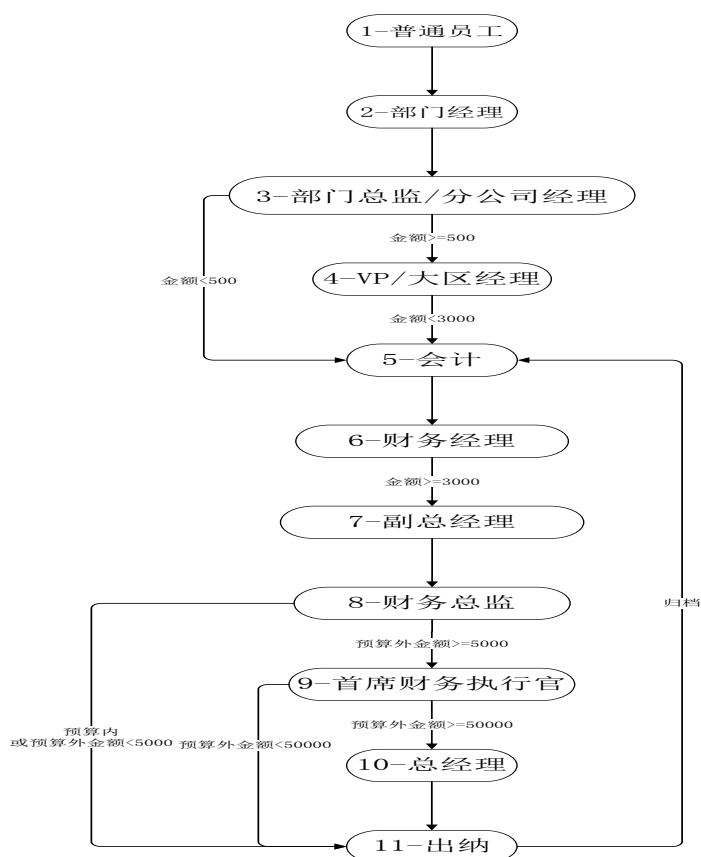 1-普通员工
2-部门经理
3-部门总监/分公司经理
金额>=500
金额<500
4-VP/大区经理
金额<3000
5-会计
6-财务经理
金额>=3000
7-副总经理
8-财务总监
归档
预算外金额>=5000
9-首席财务执行官
预算外金额>=50000
预算内
或预算外金额<5000
预算外金额<50000
10-总经理
11-出纳